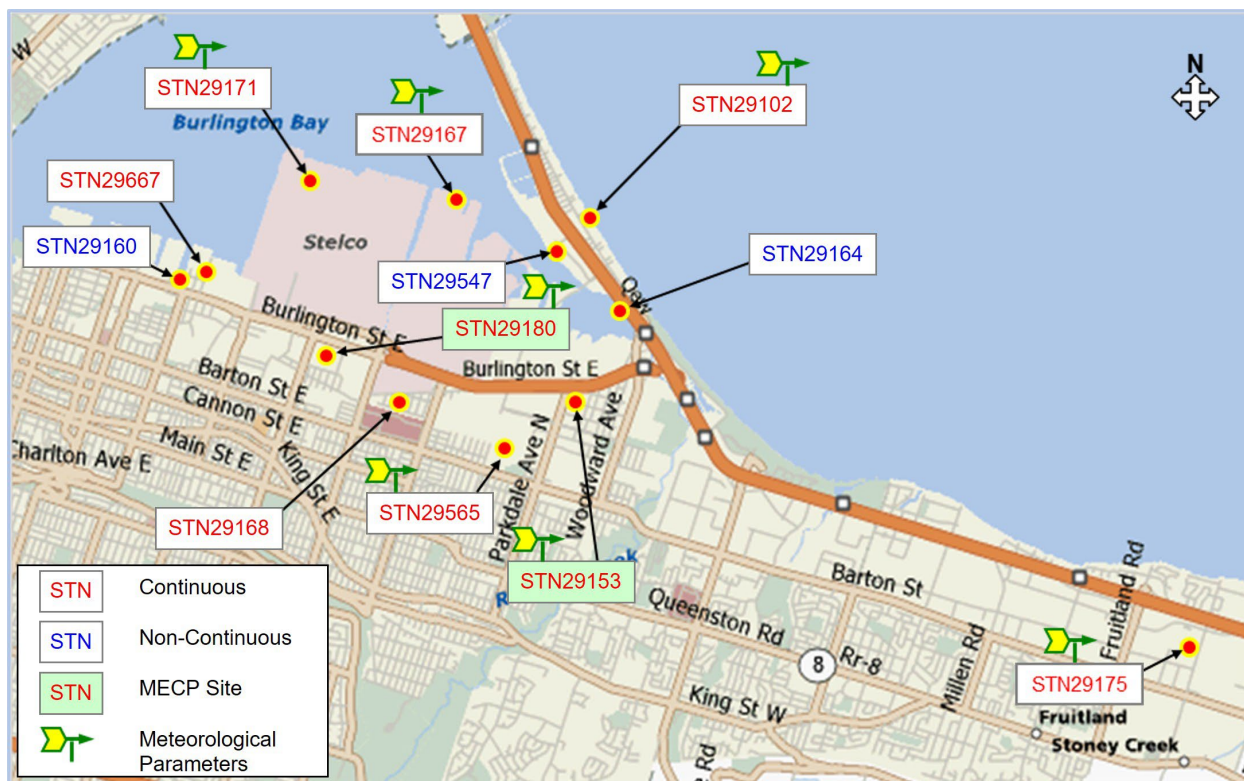 W
N
STN29171
STN29102
STN29167
Burlington Bay
STN29667
STN29160
Stelco
STN29547
STN29164
Qew
STN29180
Burlington St E
Burlington St E
Barton St E
Cannon St E
Main St E
Charlton Ave E
King St E
STN29168
STN29565
Parkdale Ave N
Woodward Ave
STN29153
Barton St
Queenston Rd
Rr-8
8
King St W
Millen Rd
Fruitland Rd
STN29175
Fruitland
Stoney Creek
Rd
STN Continuous
STN Non-Continuous
STN MECP Site
Meteorological
Parameters